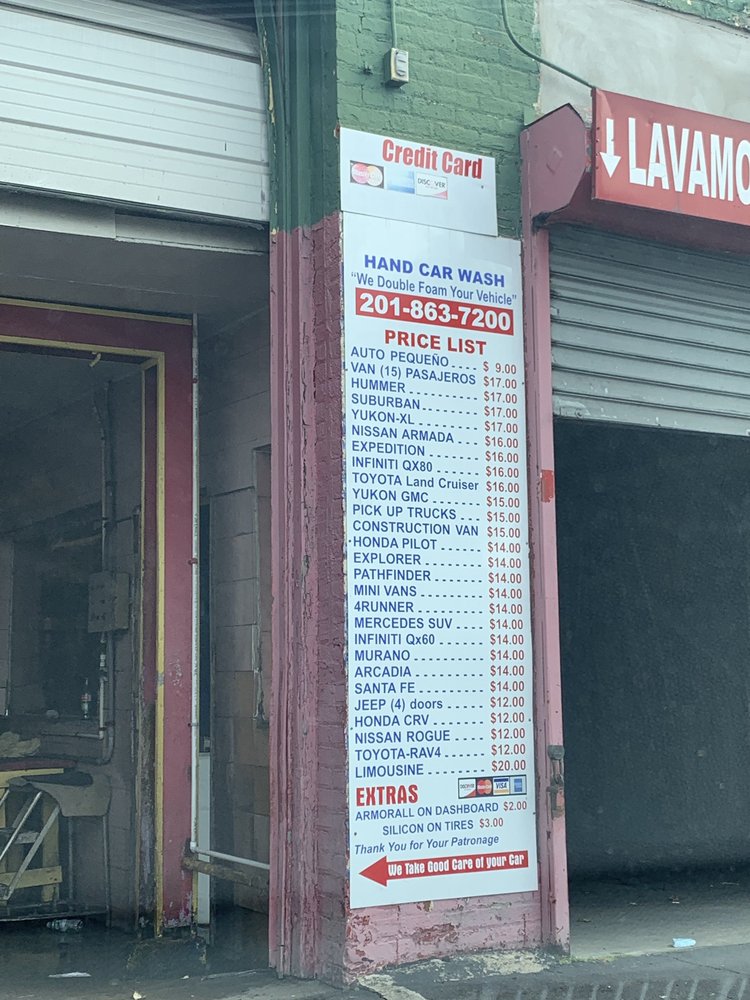 Credit Card
MasterCard DISCOVER
LAVAMO
HAND CAR WASH
"We Double Foam Your Vehicle"
201-863-7200
PRICE LIST
AUTO PEQUEÑO .... $ 9.00
VAN (15) PASAJEROS $17.00
HUMMER ........... $17.00
SUBURBAN ......... $17.00
YUKON-XL ......... $17.00
NISSAN ARMADA ... $16.00
EXPEDITION ....... $16.00
INFINITI QX80 ...... $16.00
TOYOTA Land Cruiser $16.00
YUKON GMC ....... $15.00
PICK UP TRUCKS ... $15.00
CONSTRUCTION VAN $15.00
HONDA PILOT ..... $14.00
EXPLORER ........ $14.00
PATHFINDER ...... $14.00
MINI VANS ........ $14.00
4RUNNER ......... $14.00
MERCEDES SUV .... $14.00
INFINITI Qx60 ...... $14.00
MURANO .......... $14.00
ARCADIA .......... $14.00
SANTA FE ......... $14.00
JEEP (4) doors ..... $12.00
HONDA CRV ....... $12.00
NISSAN ROGUE .... $12.00
TOYOTA-RAV4 ..... $12.00
LIMOUSINE ....... $20.00
EXTRAS
DISCOVER MasterCard VISA
ARMORALL ON DASHBOARD $2.00
SILICON ON TIRES $3.00
Thank You for Your Patronage
We Take Good Care of your Car